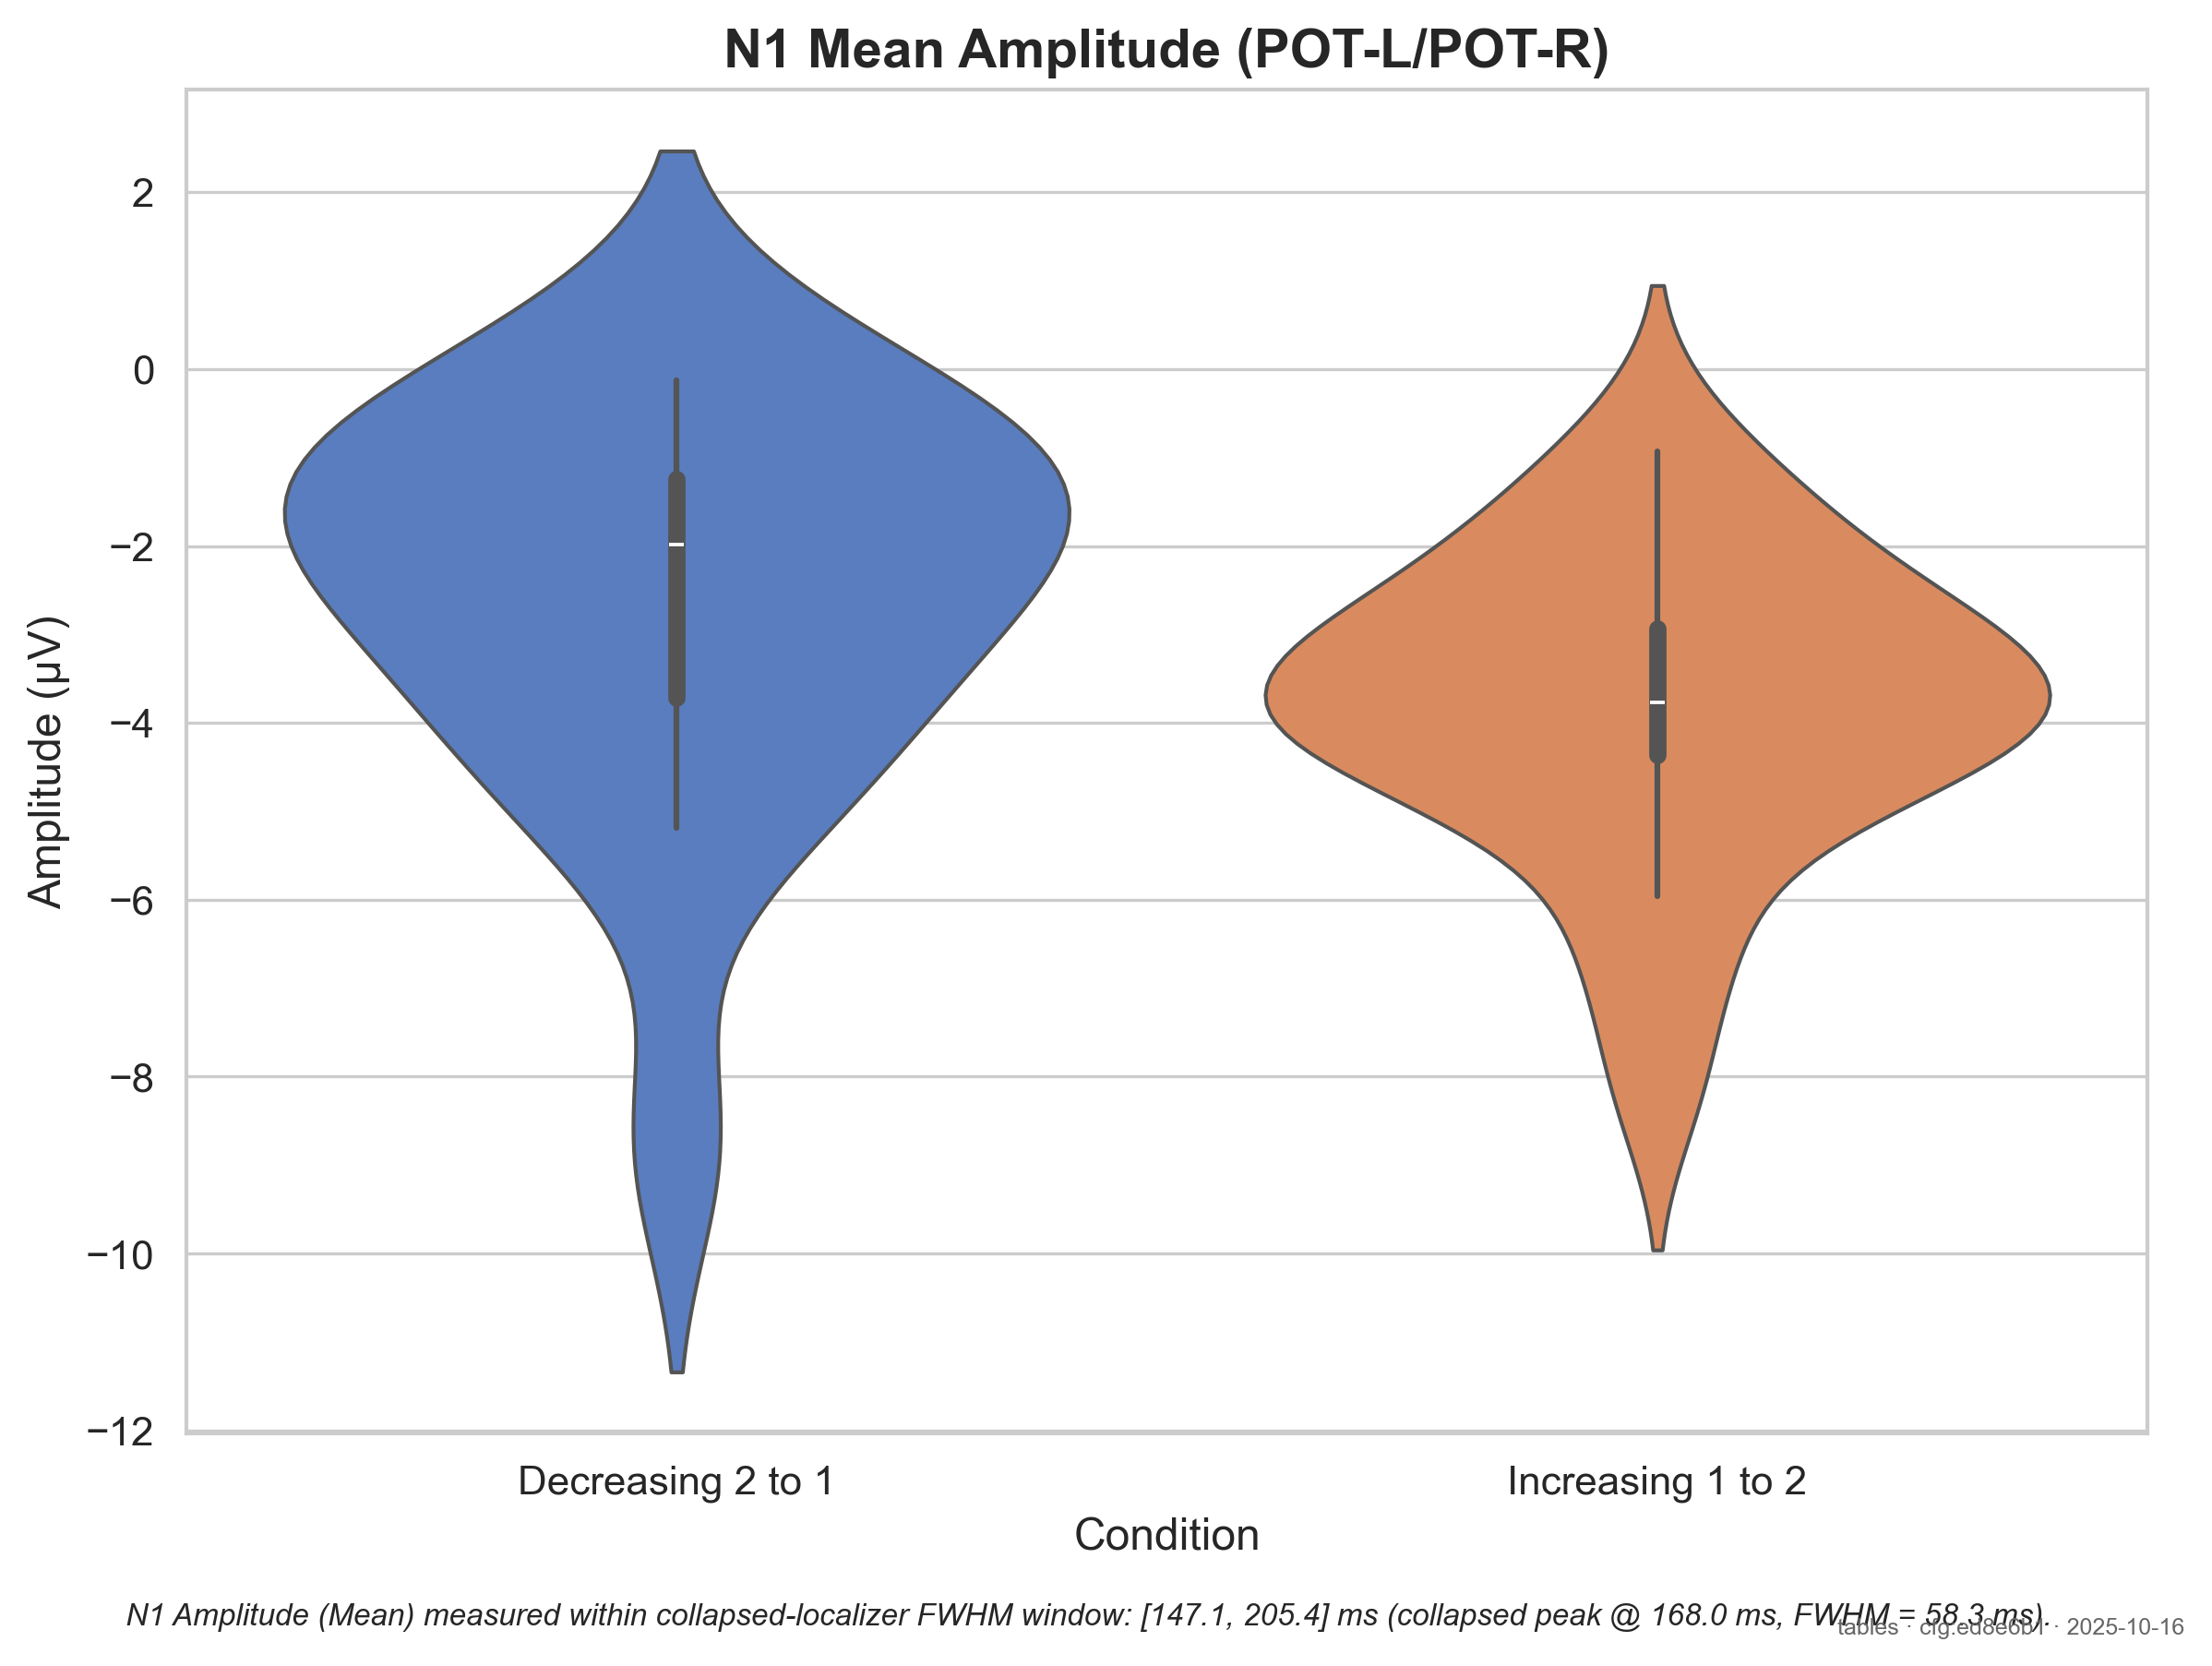 N1 Mean Amplitude (POT-L/POT-R)
Amplitude (µV)
2
0
−2
−4
−6
−8
−10
−12
Decreasing 2 to 1
Increasing 1 to 2
Condition
N1 Amplitude (Mean) measured within collapsed-localizer FWHM window: [147.1, 205.4] ms (collapsed peak @ 168.0 ms, FWHM = 58.3 ms).
tables · cfg:ed8e6b1 · 2025-10-16